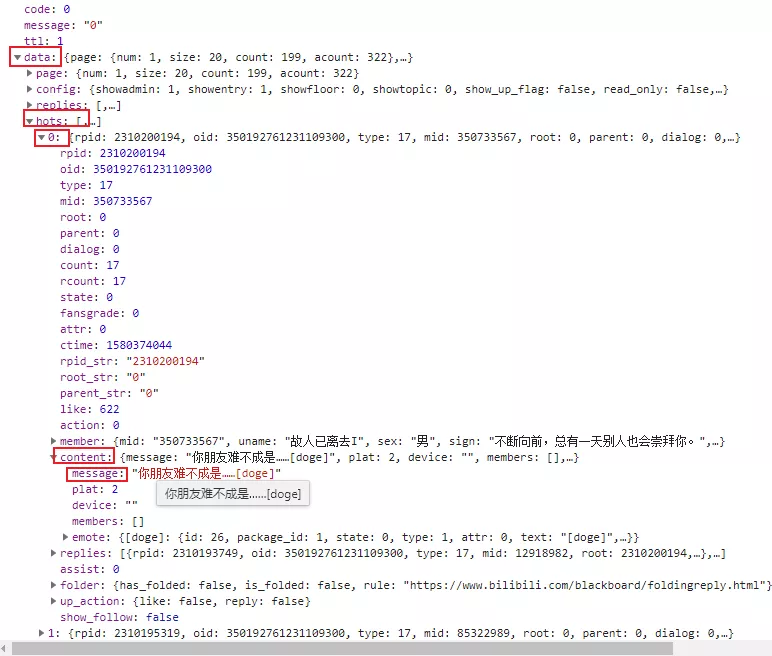 code: 0
message: "0"
ttl: 1
data: {page: {num: 1, size: 20, count: 199, acount: 322},…}
page: {num: 1, size: 20, count: 199, acount: 322}
config: {showadmin: 1, showentry: 1, showfloor: 0, showtopic: 0, show_up_flag: false, read_only: false,…}
replies: [,…]
hots: [,…]
0: {rpid: 2310200194, oid: 350192761231109300, type: 17, mid: 350733567, root: 0, parent: 0, dialog: 0,…}
rpid: 2310200194
oid: 350192761231109300
type: 17
mid: 350733567
root: 0
parent: 0
dialog: 0
count: 17
rcount: 17
state: 0
fansgrade: 0
attr: 0
ctime: 1580374044
rpid_str: "2310200194"
root_str: "0"
parent_str: "0"
like: 622
action: 0
member: {mid: "350733567", uname: "故人已离去I", sex: "男", sign: "不断向前，总有一天别人也会崇拜你。",…}
content: {message: "你朋友难不成是……[doge]", plat: 2, device: "", members: [],…}
message: "你朋友难不成是……[doge]"
plat: 2
你朋友难不成是……[doge]
device: ""
members: []
emote: {[doge]: {id: 26, package_id: 1, state: 0, type: 1, attr: 0, text: "[doge]",…}}
replies: [{rpid: 2310193749, oid: 350192761231109300, type: 17, mid: 12918982, root: 2310200194,…},…]
assist: 0
folder: {has_folded: false, is_folded: false, rule: "https://www.bilibili.com/blackboard/foldingreply.html"}
up_action: {like: false, reply: false}
show_follow: false
1: {rpid: 2310195319, oid: 350192761231109300, type: 17, mid: 85322989, root: 0, parent: 0, dialog: 0,…}